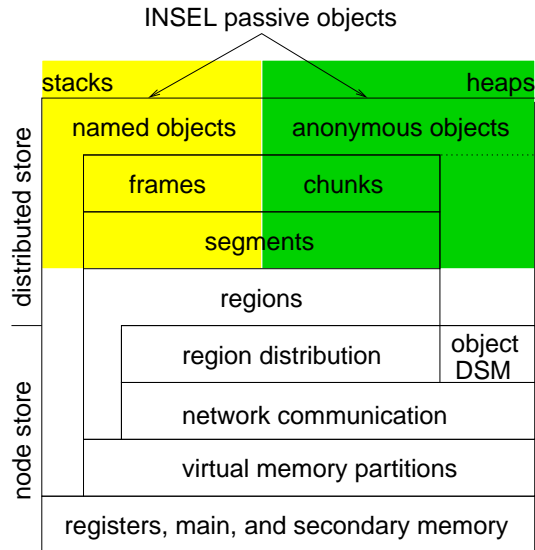 INSEL passive objects
stacks
heaps
named objects
anonymous objects
frames
chunks
segments
distributed store
regions
region distribution
object
DSM
network communication
node store
virtual memory partitions
registers, main, and secondary memory